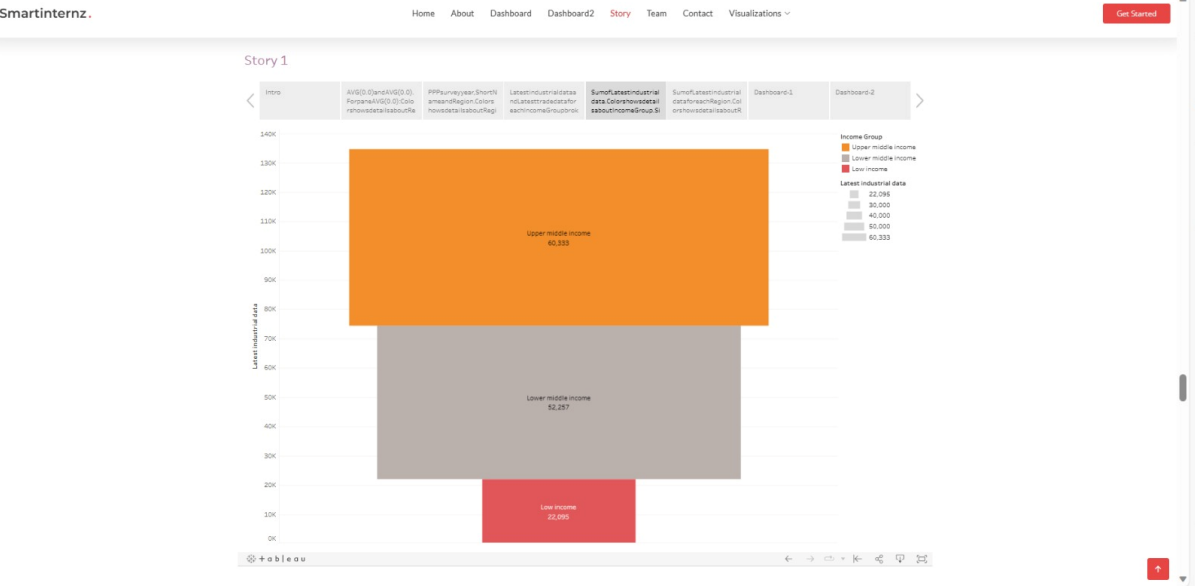 Smartinternz.
Home About Dashboard Dashboard2 Story Team Contact Visualizations
Get Started
Story 1
Intro
AVG(0.0)andAVG(0.0).
ForpaneAVG(0.0):Colo
rshowsdetailsaboutRe
PPPsurveyyear,ShortN
ameandRegion.Colors
howsdetailsaboutRegi
Latestindustrialdataa
ndLatesttradedatafor
eachIncomeGroupbrok
SumofLatestindustrial
data.Colorshowsdetail
saboutIncomeGroup.Si
SumofLatestindustrial
dataforeachRegion.Col
orshowsdetailsaboutR
Dashboard-1
Dashboard-2
140K
130K
120K
110K
100K
90K
80K
70K
60K
50K
40K
30K
20K
10K
0K
Latest industrial data
Upper middle income
60,333
Lower middle income
52,257
Low income
22,095
Income Group
Upper middle income
Lower middle income
Low income
Latest industrial data
22,095
30,000
40,000
50,000
60,333
+ableau